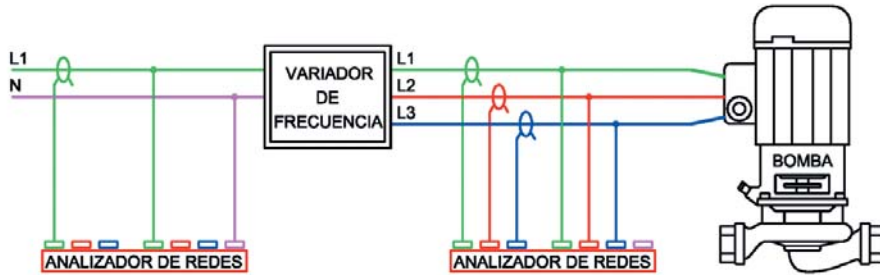 L1
N
VARIADOR
DE
FRECUENCIA
L1
L2
L3
BOMBA
ANALIZADOR DE REDES
ANALIZADOR DE REDES